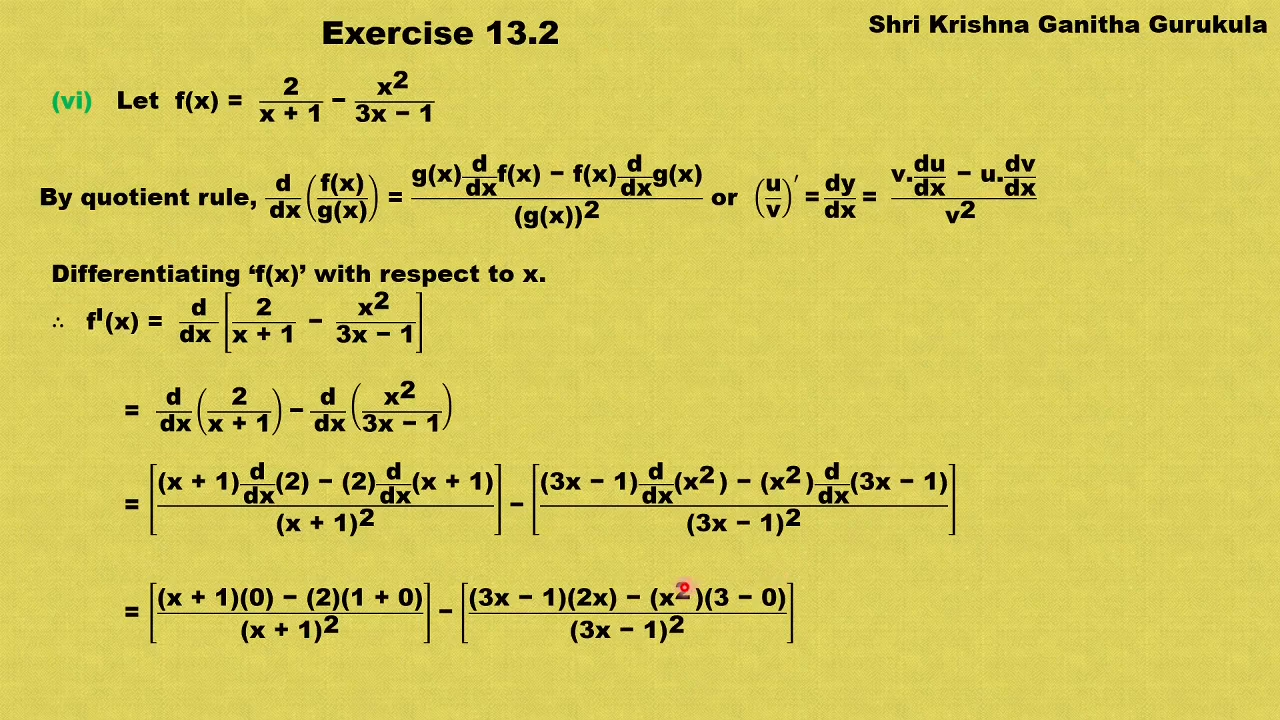 Exercise 13.2
Shri Krishna Ganitha Gurukula
(vi) Let f(x) = 2/(x + 1) − x²/(3x − 1)
By quotient rule, d/dx (f(x)/g(x)) = (g(x) d/dx f(x) − f(x) d/dx g(x))/(g(x))² or (u/v)′ = dy/dx = (v.du/dx − u.dv/dx)/v²
Differentiating ‘f(x)’ with respect to x.
∴ fᴵ(x) = d/dx [2/(x + 1) − x²/(3x − 1)]
= d/dx (2/(x + 1)) − d/dx (x²/(3x − 1))
= [((x + 1) d/dx (2) − (2) d/dx (x + 1))/(x + 1)²] − [((3x − 1) d/dx (x²) − (x²) d/dx (3x − 1))/(3x − 1)²]
= [((x + 1)(0) − (2)(1 + 0))/(x + 1)²] − [((3x − 1)(2x) − (x²)(3 − 0))/(3x − 1)²]